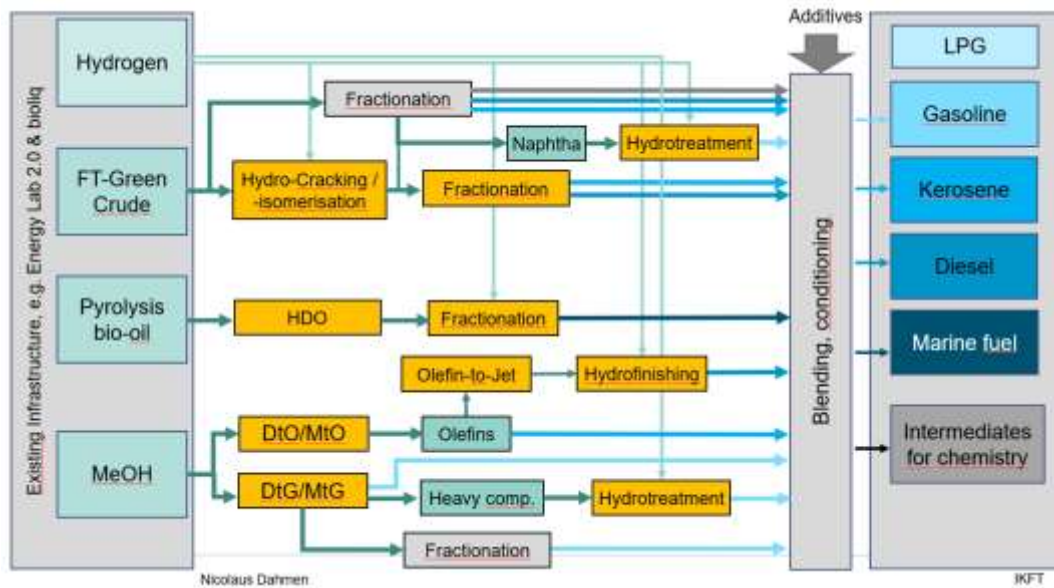 Existing Infrastructure, e.g. Energy Lab 2.0 & bioliq
Hydrogen
FT-Green
Crude
Pyrolysis
bio-oil
MeOH
Fractionation
Naphtha
Hydrotreatment
Hydro-Cracking /
-isomerisation
Fractionation
HDO
Fractionation
Olefin-to-Jet
Hydrofinishing
DtO/MtO
Olefins
DtG/MtG
Heavy comp.
Hydrotreatment
Fractionation
Additives
Blending, conditioning
LPG
Gasoline
Kerosene
Diesel
Marine fuel
Intermediates
for chemistry
Nicolaus Dahmen
IKFT